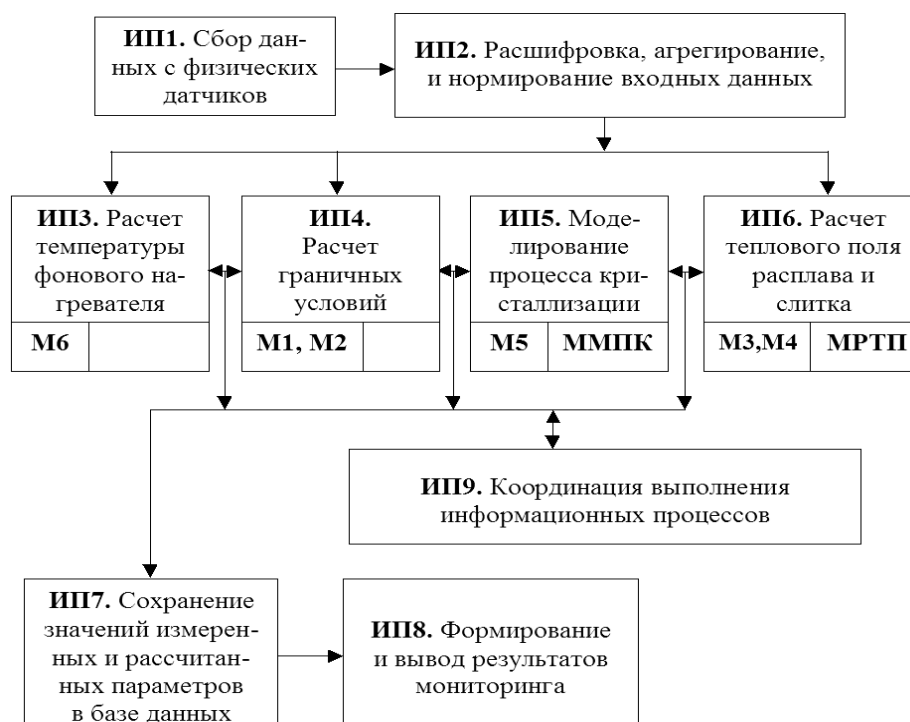 ИП1. Сбор дан-
ных с физических
датчиков
ИП2. Расшифровка, агрегирование,
и нормирование входных данных
ИП3. Расчет
температуры
фонового на-
гревателя
М6
ИП4.
Расчет
граничных
условий
М1, М2
ИП5. Моде-
лирование
процесса кри-
сталлизации
М5
ММПК
ИП6. Расчет
теплового поля
расплава и
слитка
М3,М4
МРТП
ИП9. Координация выполнения
информационных процессов
ИП7. Сохранение
значений измерен-
ных и рассчитан-
ных параметров
в базе данных
ИП8. Формирование
и вывод результатов
мониторинга